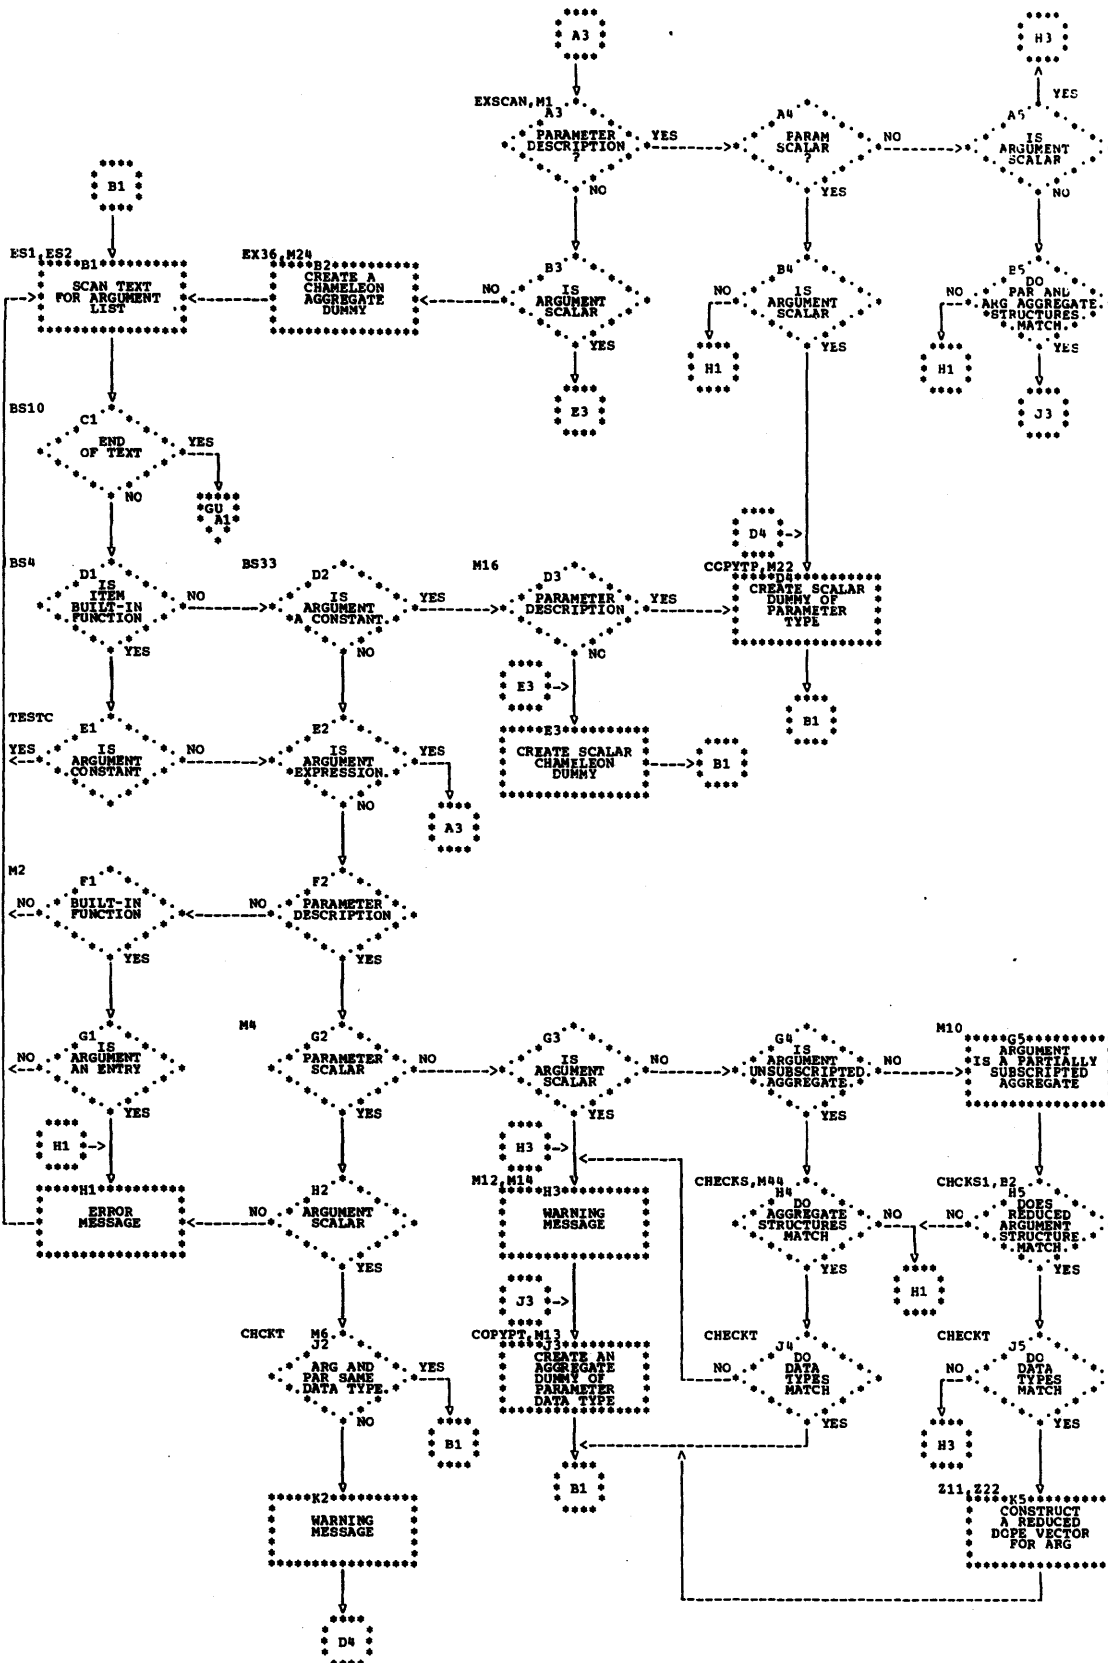 A3
H3
EXSCAN,M1
A3
PARAMETER
DESCRIPTION
?
YES
NO
A4
PARAM
SCALAR
?
NO
YES
A5
IS
ARGUMENT
SCALAR
YES
NO
B1
ES1,ES2
B1
SCAN TEXT
FOR ARGUMENT
LIST
EX36,M24
B2
CREATE A
CHAMELEON
AGGREGATE
DUMMY
B3
IS
ARGUMENT
SCALAR
NO
YES
B4
IS
ARGUMENT
SCALAR
NO
YES
B5
DO
PAR AND
ARG AGGREGATE
STRUCTURES
MATCH
NO
YES
H1
H1
E3
J3
BS10
C1
END
OF TEXT
YES
NO
GU
A1
D4
BS4
D1
IS
ITEM
BUILT-IN
FUNCTION
NO
YES
BS33
D2
IS
ARGUMENT
A CONSTANT
YES
NO
M16
D3
PARAMETER
DESCRIPTION
YES
NO
COPYTP,M22
D4
CREATE SCALAR
DUMMY OF
PARAMETER
TYPE
E3
B1
TESTC
E1
IS
ARGUMENT
CONSTANT
YES
NO
E2
IS
ARGUMENT
EXPRESSION
YES
NO
E3
CREATE SCALAR
CHAMELEON
DUMMY
B1
A3
M2
F1
BUILT-IN
FUNCTION
NO
YES
F2
PARAMETER
DESCRIPTION
NO
YES
G1
IS
ARGUMENT
AN ENTRY
NO
YES
M4
G2
PARAMETER
SCALAR
NO
YES
G3
IS
ARGUMENT
SCALAR
NO
YES
G4
IS
ARGUMENT
UNSUBSCRIPTED
AGGREGATE
NO
YES
M10
G5
ARGUMENT
IS A PARTIALLY
SUBSCRIPTED
AGGREGATE
H1
H3
H1
ERROR
MESSAGE
H2
ARGUMENT
SCALAR
NO
YES
M12,M14
H3
WARNING
MESSAGE
CHECKS,M44
H4
DO
AGGREGATE
STRUCTURES
MATCH
NO
YES
CHCKS1,B2
H5
DOES
REDUCED
ARGUMENT
STRUCTURE
MATCH
NO
YES
H1
J3
CHCKT
M6
J2
ARG AND
PAR SAME
DATA TYPE
YES
NO
COPYPT,M13
J3
CREATE AN
AGGREGATE
DUMMY OF
PARAMETER
DATA TYPE
CHECKT
J4
DO
DATA
TYPES
MATCH
NO
YES
CHECKT
J5
DO
DATA
TYPES
MATCH
NO
YES
B1
B1
H3
K2
WARNING
MESSAGE
Z11,Z22
K5
CONSTRUCT
A REDUCED
DOPE VECTOR
FOR ARG
D4